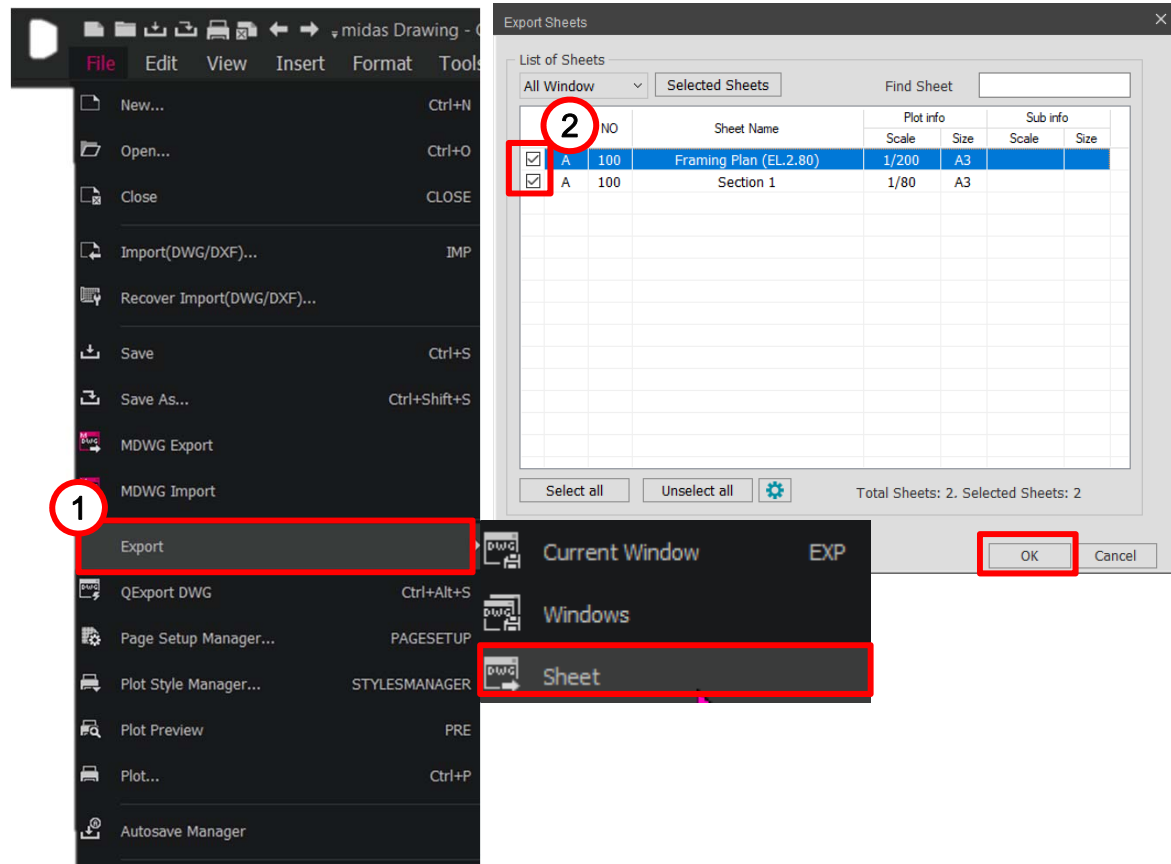 midas Drawing - (
File Edit View Insert Format Tools
New... Ctrl+N
Open... Ctrl+O
Close CLOSE
Import(DWG/DXF)... IMP
Recover Import(DWG/DXF)...
Save Ctrl+S
Save As... Ctrl+Shift+S
MDWG Export
MDWG Import
1
Export
QExport DWG Ctrl+Alt+S
Page Setup Manager... PAGESETUP
Plot Style Manager... STYLESMANAGER
Plot Preview PRE
Plot... Ctrl+P
Autosave Manager
DWG Current Window EXP
DWG Windows
DWG Sheet
Export Sheets
List of Sheets
All Window Selected Sheets Find Sheet
2
NO Sheet Name Plot info Sub info
Scale Size Scale Size
A 100 Framing Plan (EL.2.80) 1/200 A3
A 100 Section 1 1/80 A3
Select all Unselect all Total Sheets: 2. Selected Sheets: 2
OK Cancel